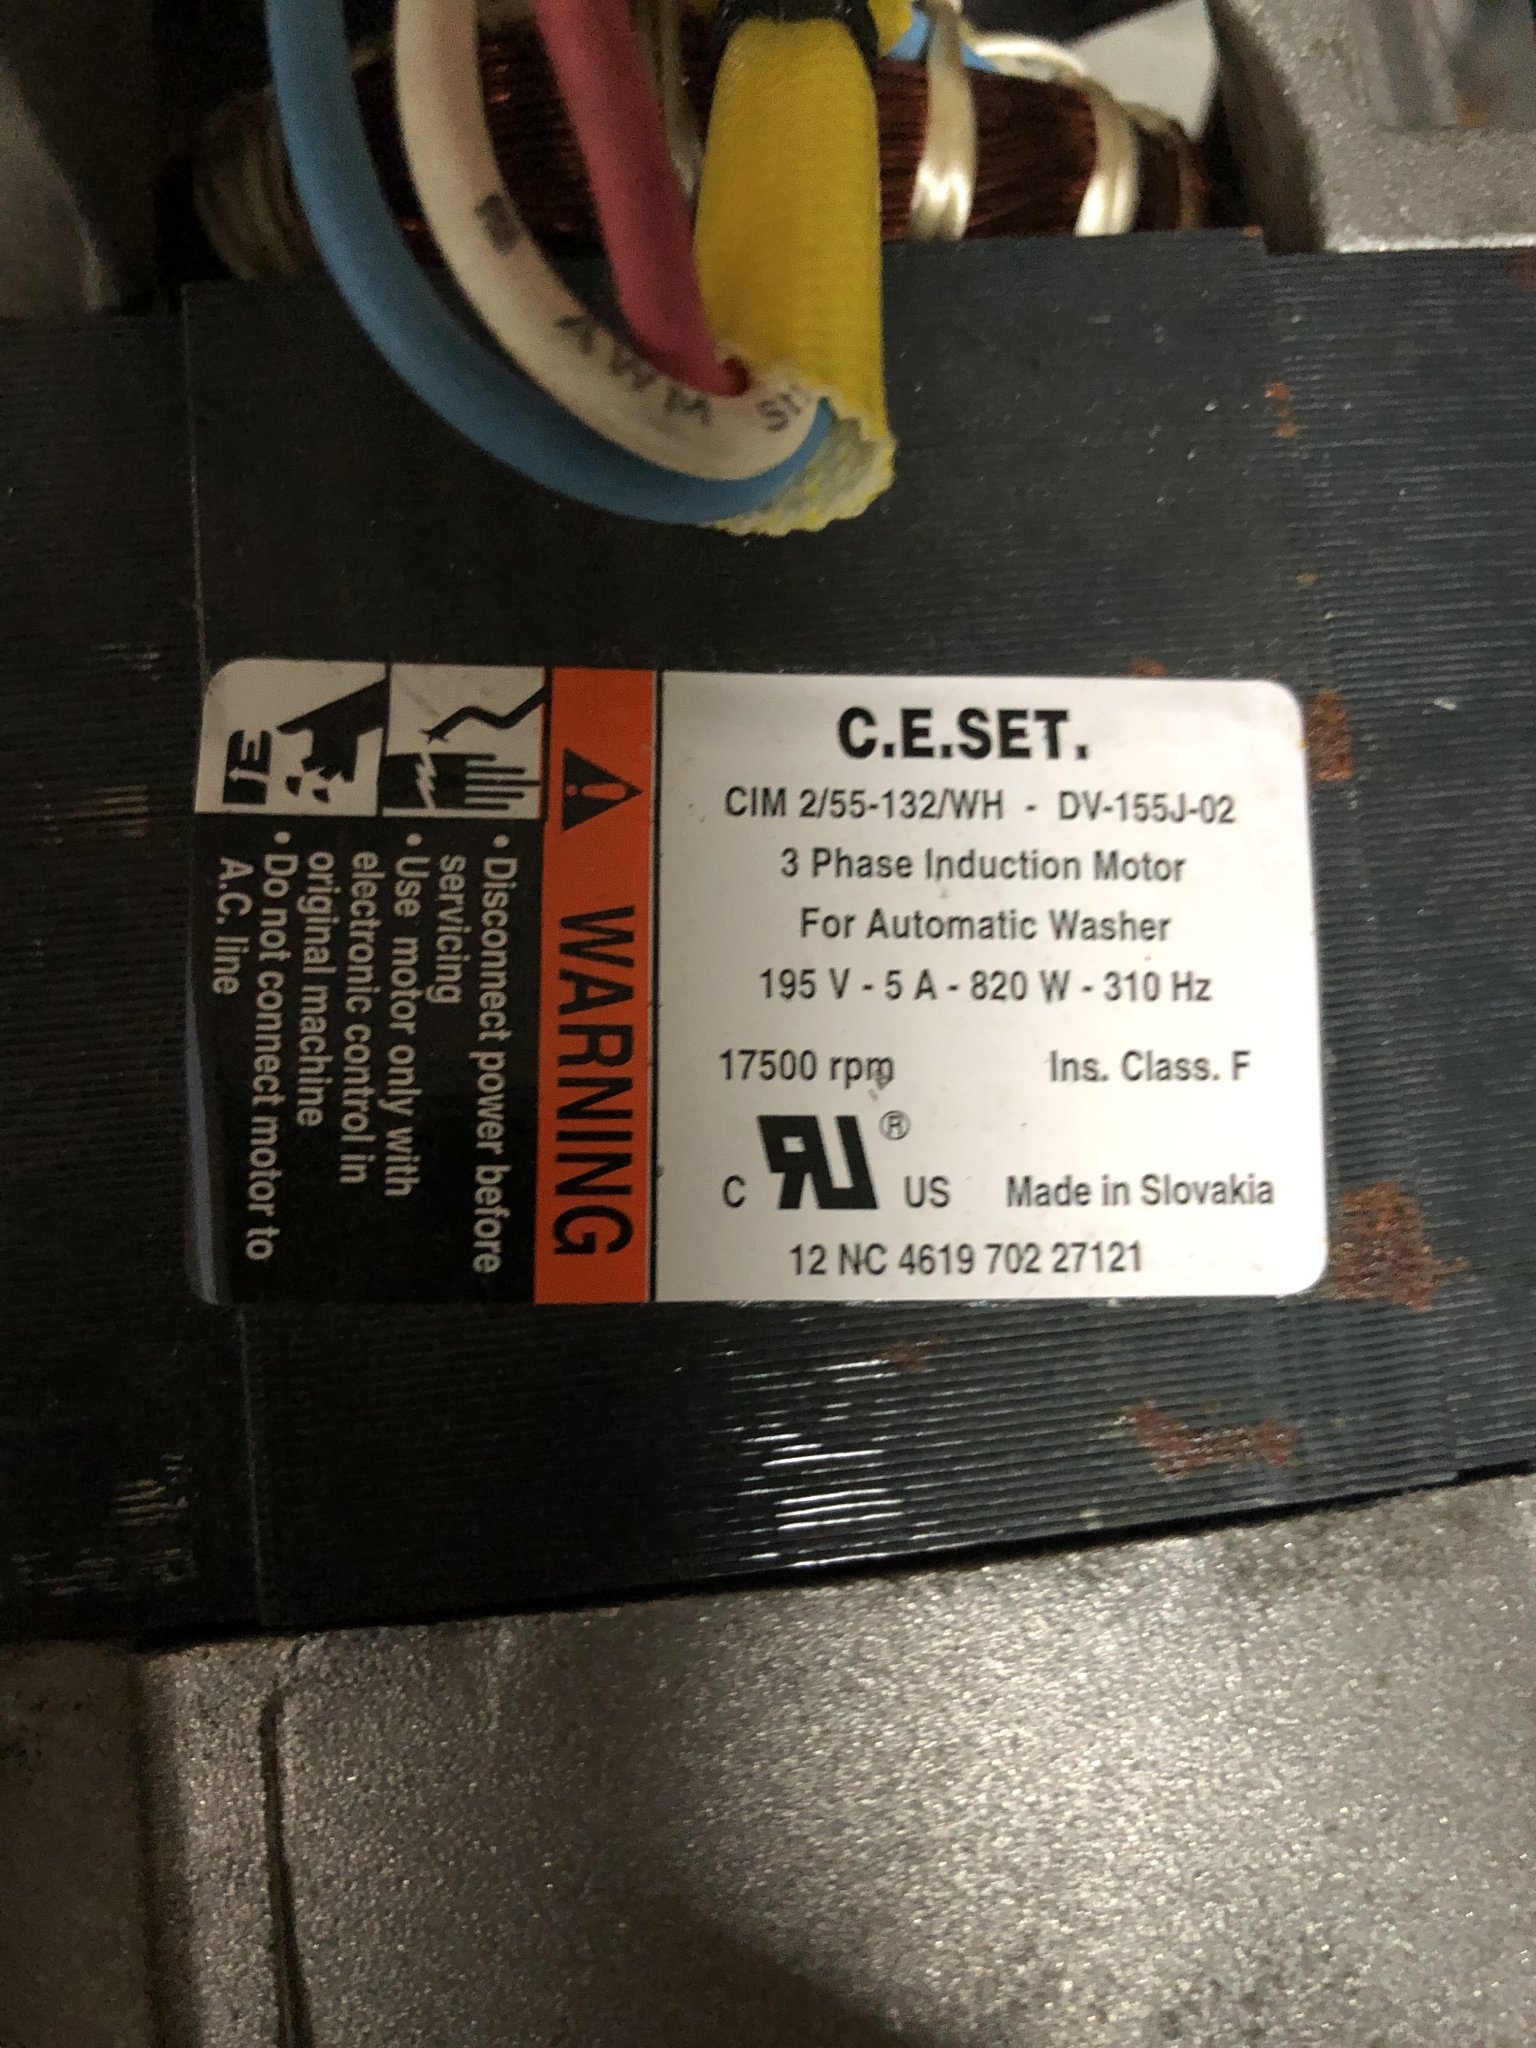 C.E.SET.
CIM 2/55-132/WH - DV-155J-02
3 Phase Induction Motor
For Automatic Washer
195 V - 5 A - 820 W - 310 Hz
17500 rpm Ins. Class. F
C RU ® US Made in Slovakia
12 NC 4619 702 27121
WARNING
• Disconnect power before
servicing
• Use motor only with
electronic control in
original machine
• Do not connect motor to
A.C. line